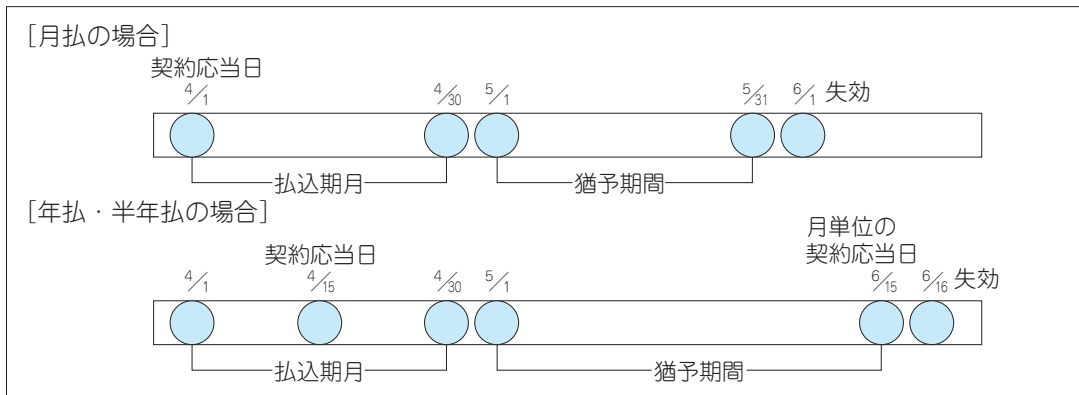 [月払の場合]
契約応当日
4/1 4/30 5/1 5/31 6/1 失効
払込期月 猶予期間
[年払・半年払の場合]
月単位の
契約応当日 契約応当日
4/1 4/15 4/30 5/1 6/15 6/16 失効
払込期月 猶予期間